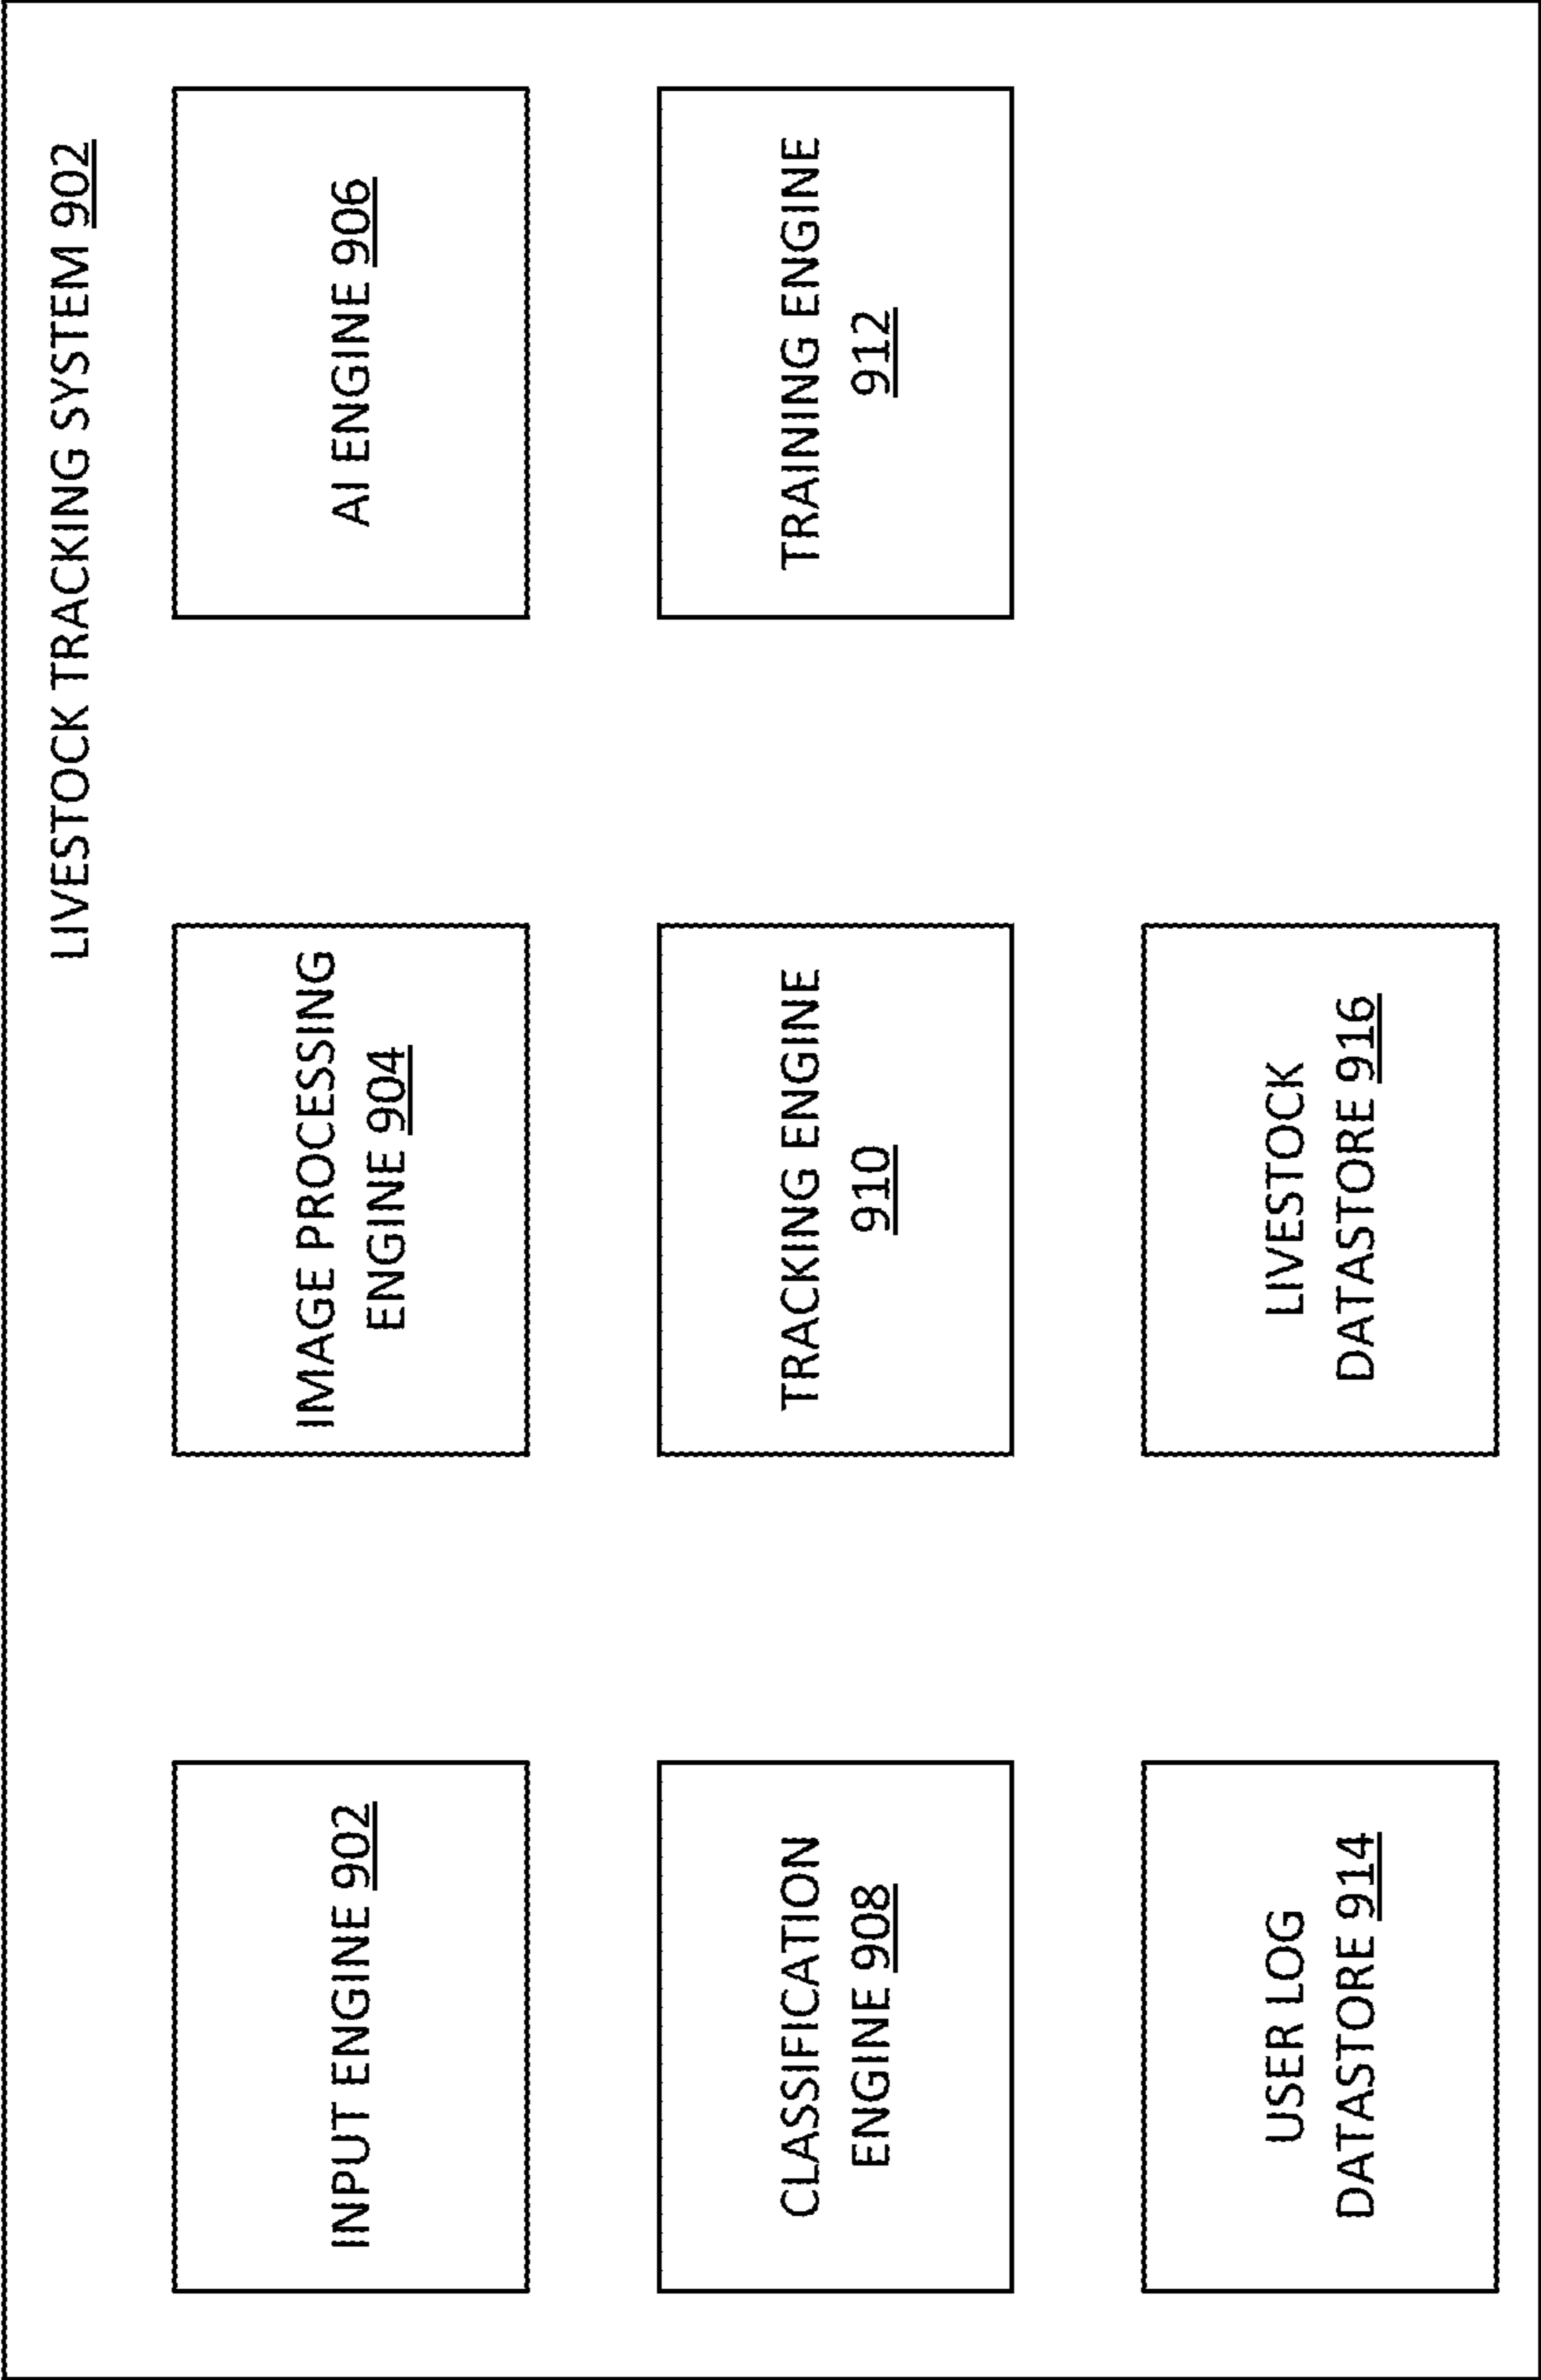 LIVESTOCK TRACKING SYSTEM 902
INPUT ENGINE 902
IMAGE PROCESSING
ENGINE 904
AI ENGINE 906
CLASSIFICATION
ENGINE 908
TRACKING ENGINE
910
TRAINING ENGINE
912
USER LOG
DATASTORE 914
LIVESTOCK
DATASTORE 916